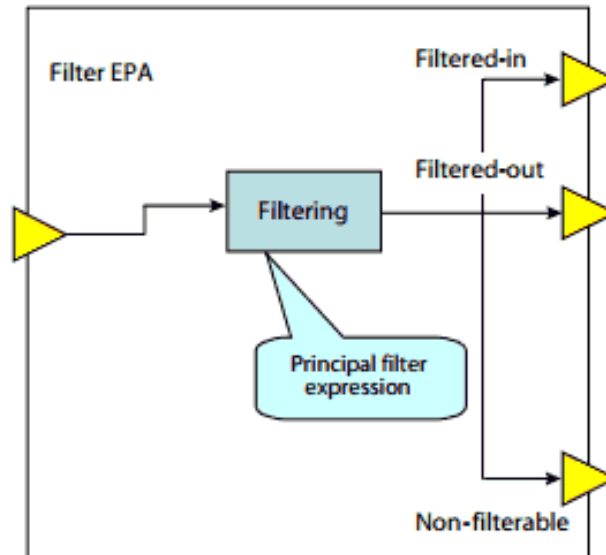 Filtered-in
Filter EPA
Filtered-out
Filtering
Principal filter
expression
Non-filterable